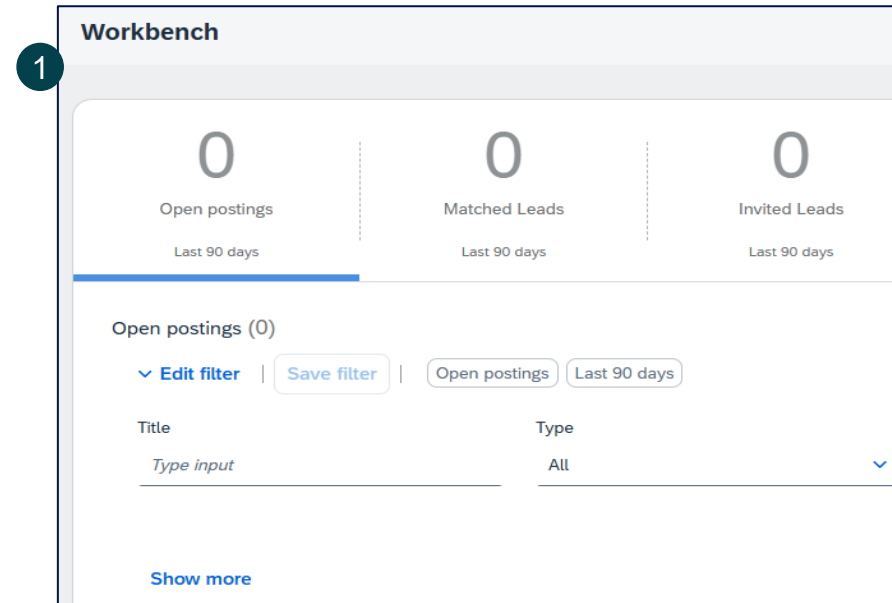 Workbench
1
0
0
0
Open postings
Matched Leads
Invited Leads
Last 90 days
Last 90 days
Last 90 days
Open postings (0)
Edit filter | Save filter | Open postings Last 90 days
Title
Type
Type input
All
Show more